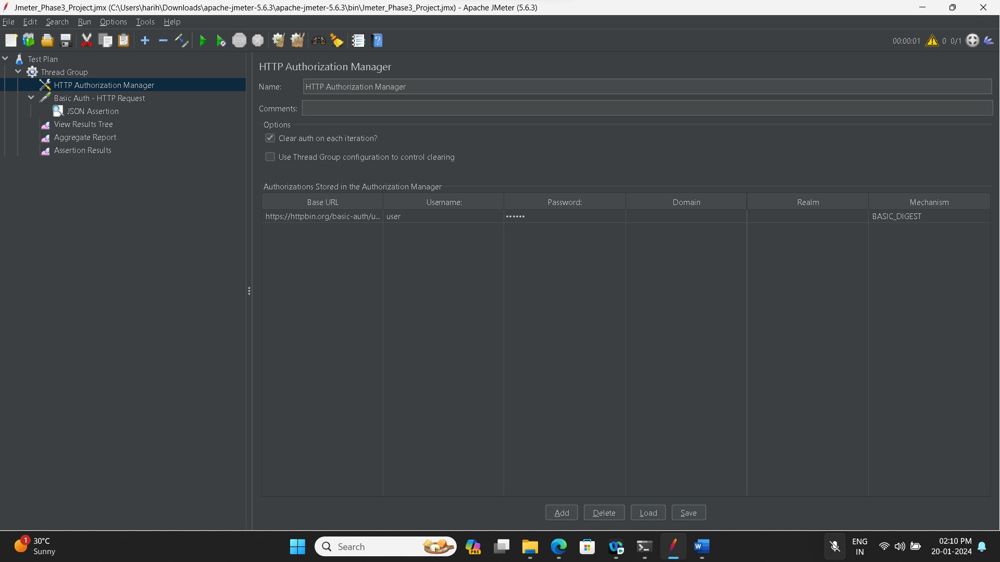 Jmeter_Phase3_Project.jmx (C:\Users\harih\Downloads\apache-jmeter-5.6.3\apache-jmeter-5.6.3\bin\Jmeter_Phase3_Project.jmx) - Apache JMeter (5.6.3)
File Edit Search Run Options Tools Help
STOP
00:00:01 0 0/1
Test Plan
Thread Group
HTTP Authorization Manager
Basic Auth - HTTP Request
JSON Assertion
View Results Tree
Aggregate Report
Assertion Results
HTTP Authorization Manager
Name: HTTP Authorization Manager
Comments:
Options
Clear auth on each iteration?
Use Thread Group configuration to control clearing
Authorizations Stored in the Authorization Manager
Base URL Username: Password: Domain Realm Mechanism
https://httpbin.org/basic-auth/u... user •••••• BASIC_DIGEST
Add Delete Load Save
1 30°C
Sunny
Search
PRE
W
ENG
IN
02:10 PM
20-01-2024